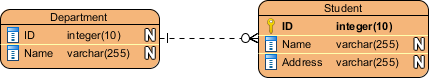 Department
ID integer(10) N
Name varchar(255) N
Student
ID integer(10)
Name varchar(255) N
Address varchar(255) N